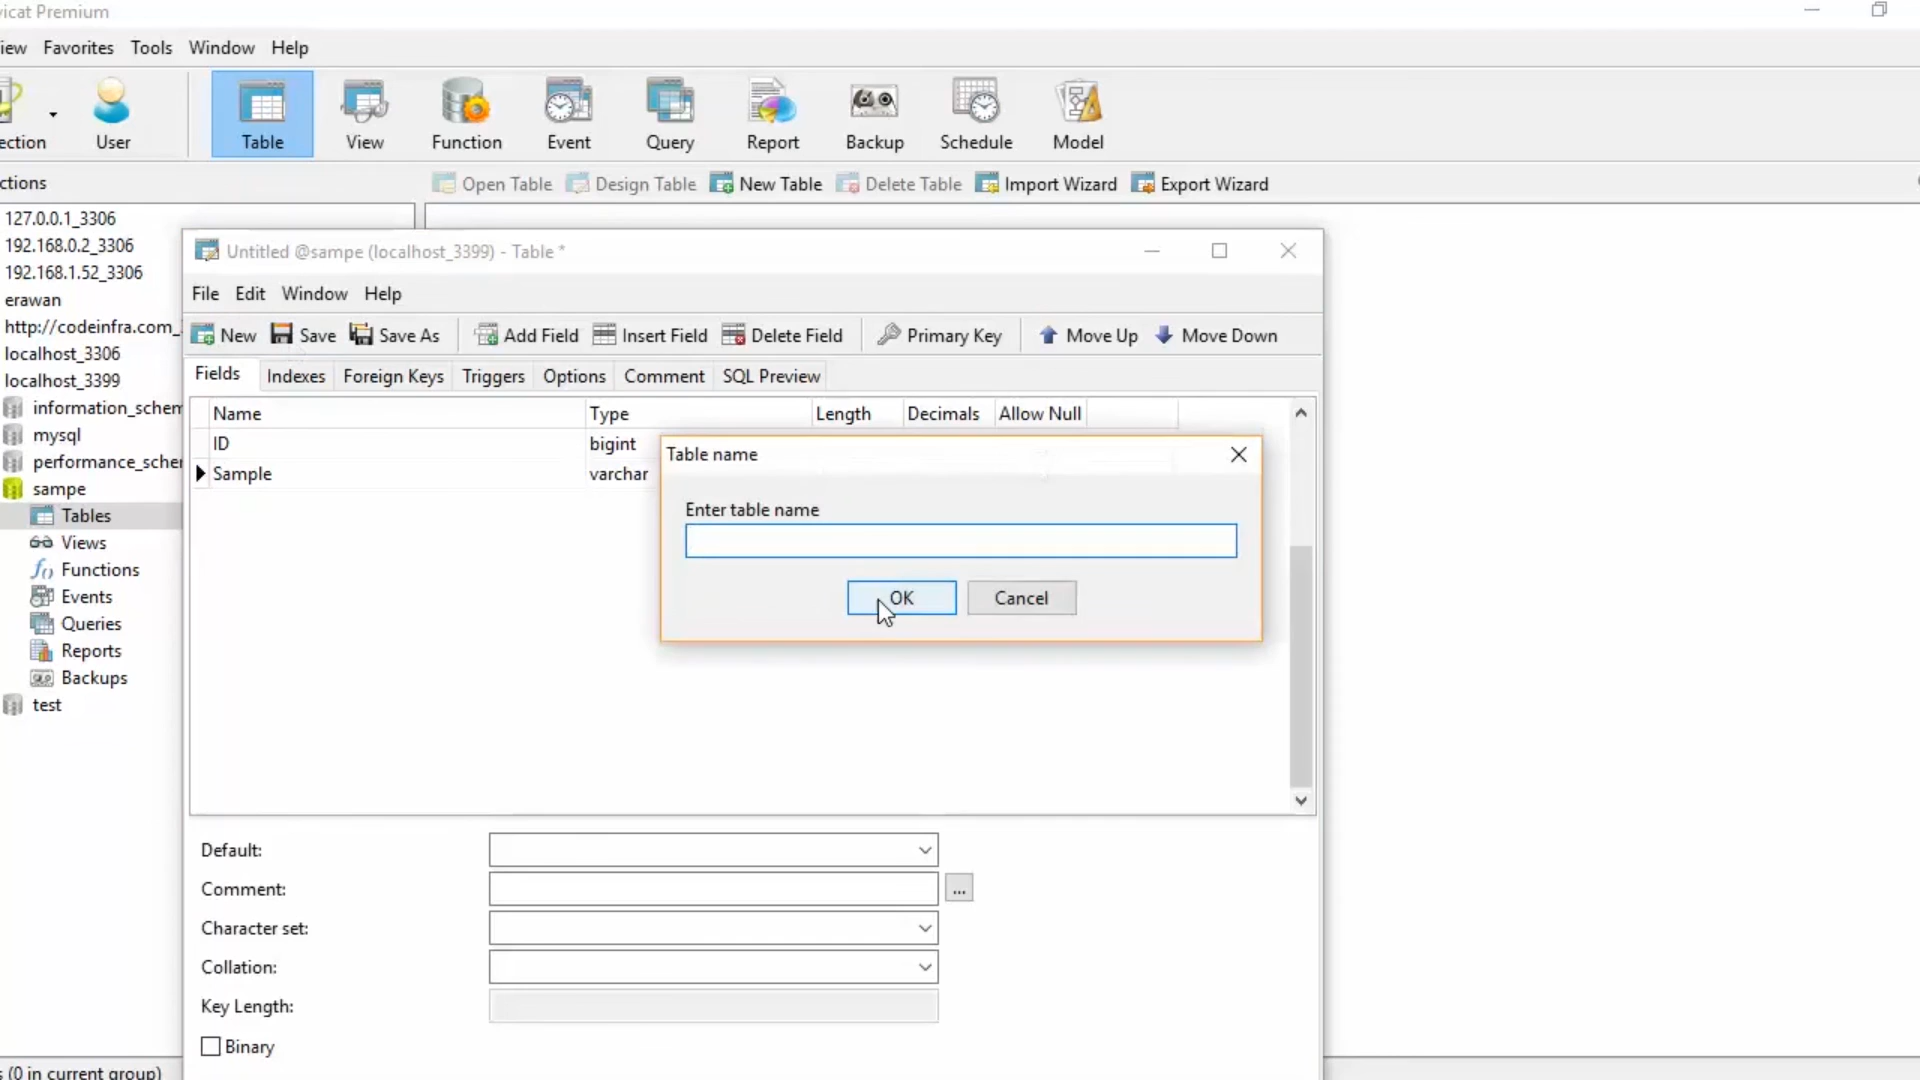 vicat Premium
iew Favorites Tools Window Help
ection User Table View Function Event Query Report Backup Schedule Model
ctions
Open Table Design Table New Table Delete Table Import Wizard Export Wizard
127.0.0.1_3306
192.168.0.2_3306
192.168.1.52_3306
erawan
http://codeinfra.com_
localhost_3306
localhost_3399
information_schem
mysql
performance_scher
sampe
Tables
Views
Functions
Events
Queries
Reports
Backups
test
s (0 in current group)
Untitled @sampe (localhost_3399) - Table *
File Edit Window Help
New Save Save As Add Field Insert Field Delete Field Primary Key Move Up Move Down
Fields Indexes Foreign Keys Triggers Options Comment SQL Preview
Name Type Length Decimals Allow Null
ID bigint
Sample varchar
Table name
Enter table name
OK Cancel
Default:
Comment:
...
Character set:
Collation:
Key Length:
Binary